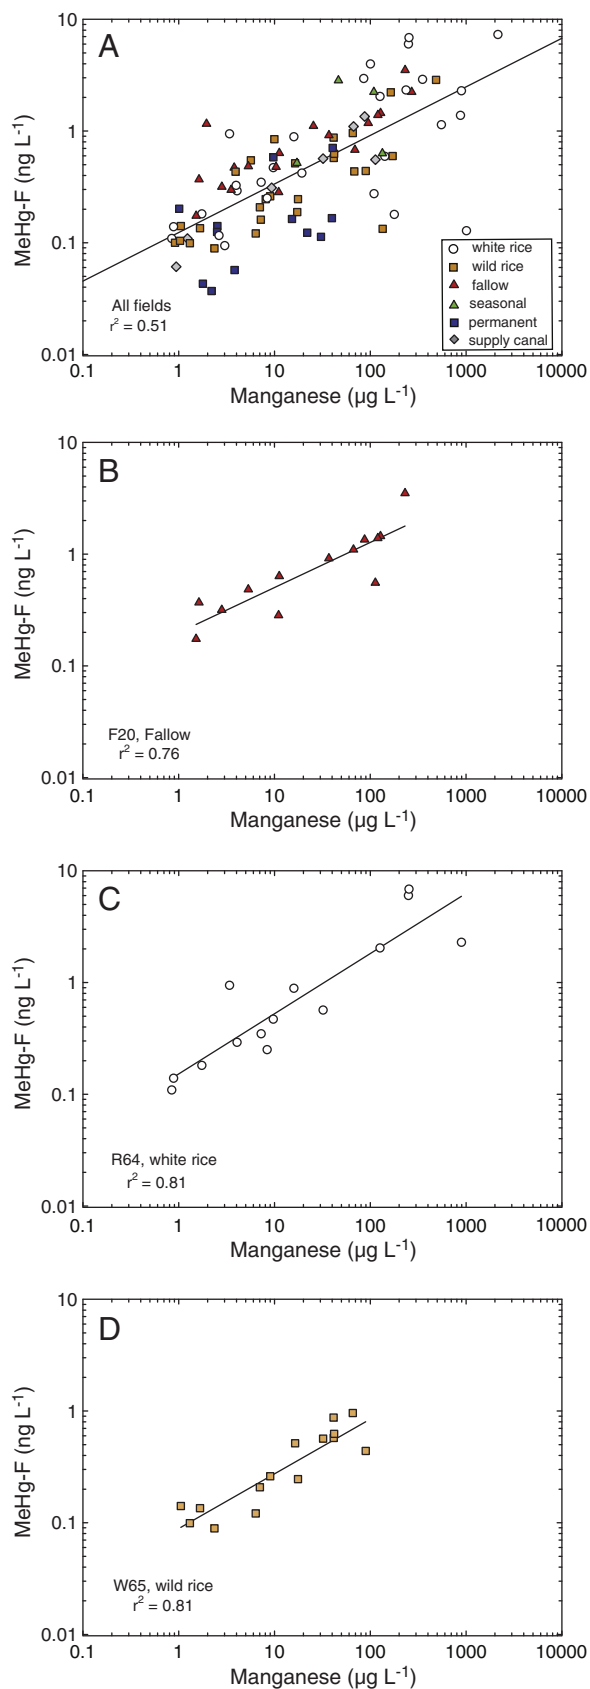 A
10
1
0.1
0.01
MeHg-F (ng L⁻¹)
white rice
wild rice
fallow
seasonal
permanent
supply canal
All fields
r² = 0.51
0.1 1 10 100 1000 10000
Manganese (µg L⁻¹)
B
10
1
0.1
0.01
MeHg-F (ng L⁻¹)
F20, Fallow
r² = 0.76
0.1 1 10 100 1000 10000
Manganese (µg L⁻¹)
C
10
1
0.1
0.01
MeHg-F (ng L⁻¹)
R64, white rice
r² = 0.81
0.1 1 10 100 1000 10000
Manganese (µg L⁻¹)
D
10
1
0.1
0.01
MeHg-F (ng L⁻¹)
W65, wild rice
r² = 0.81
0.1 1 10 100 1000 10000
Manganese (µg L⁻¹)